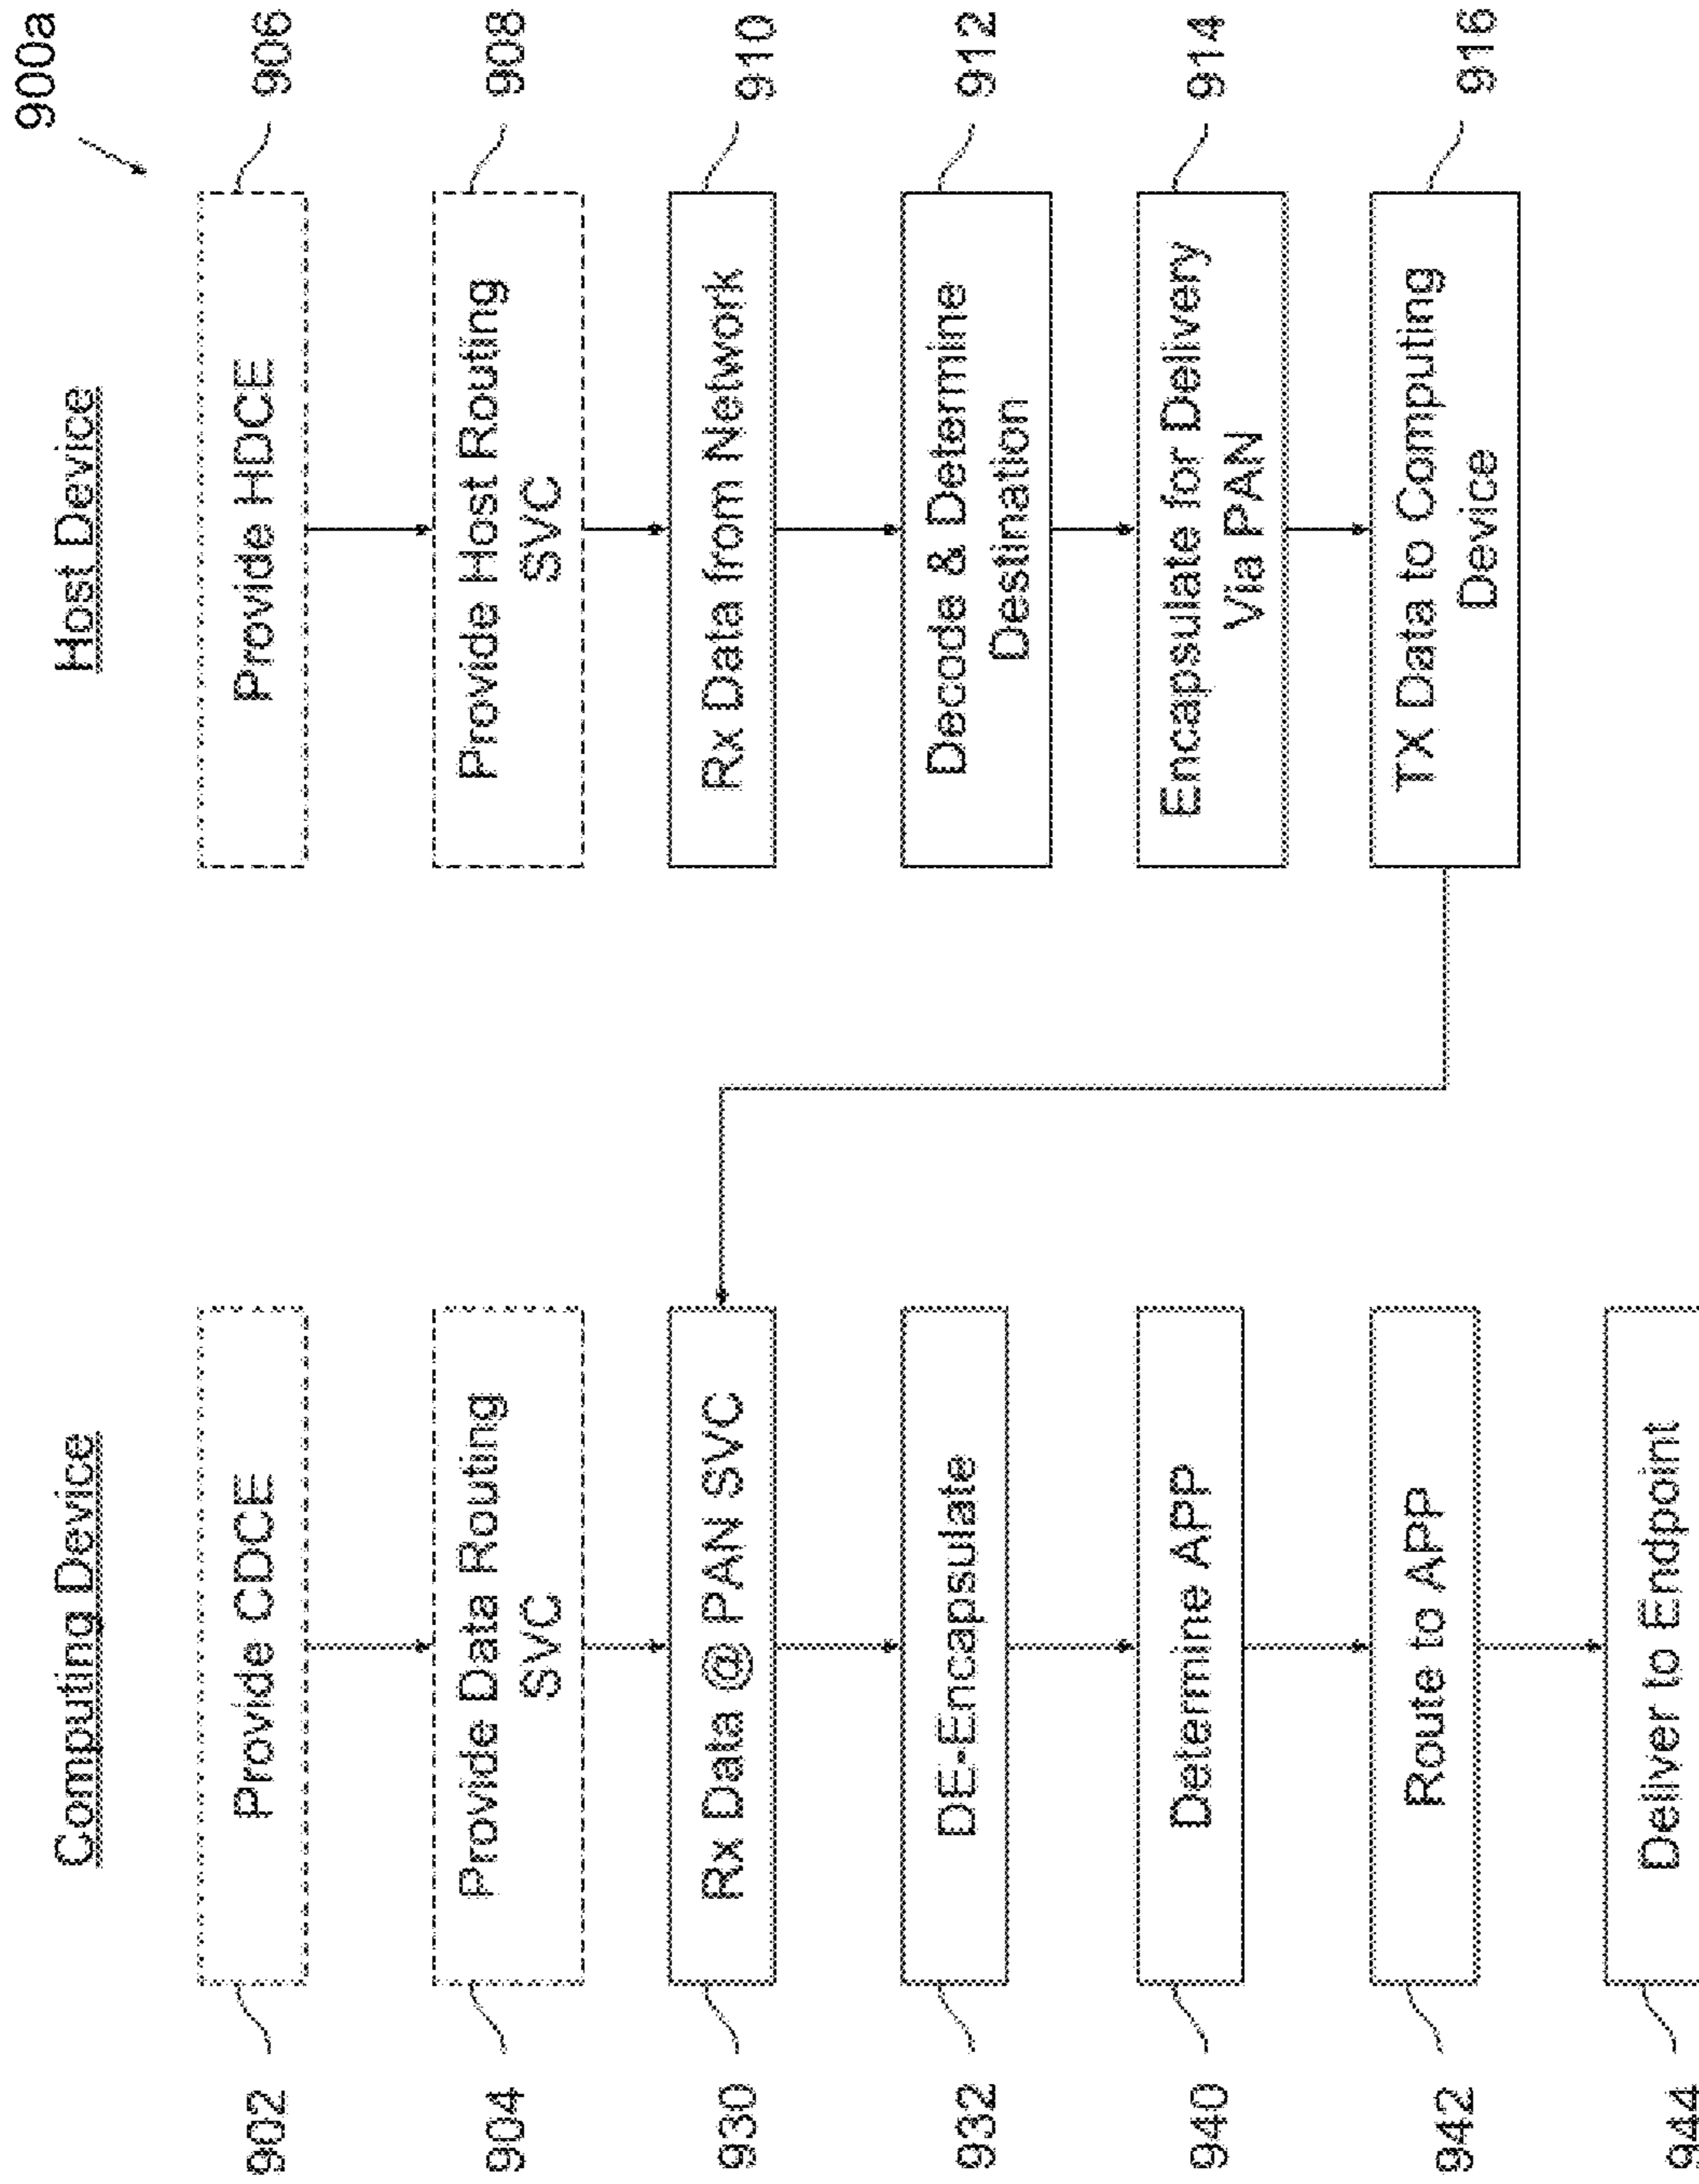 900a
Computing Device
902
Provide CDCE
904
Provide Data Routing
SVC
930
Rx Data @ PAN SVC
932
DE-Encapsulate
940
Determine APP
942
Route to APP
944
Deliver to Endpoint
Host Device
Provide HDCE
906
Provide Host Routing
SVC
908
Rx Data from Network
910
Decode & Determine
Destination
912
Encapsulate for Delivery
Via PAN
914
TX Data to Computing
Device
916